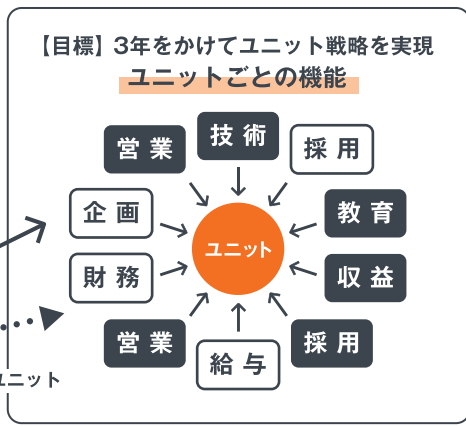 【目標】3年をかけてユニット戦略を実現
ユニットごとの機能
技術
営業
採用
企画
教育
ユニット
財務
収益
営業
採用
給与
ユニット